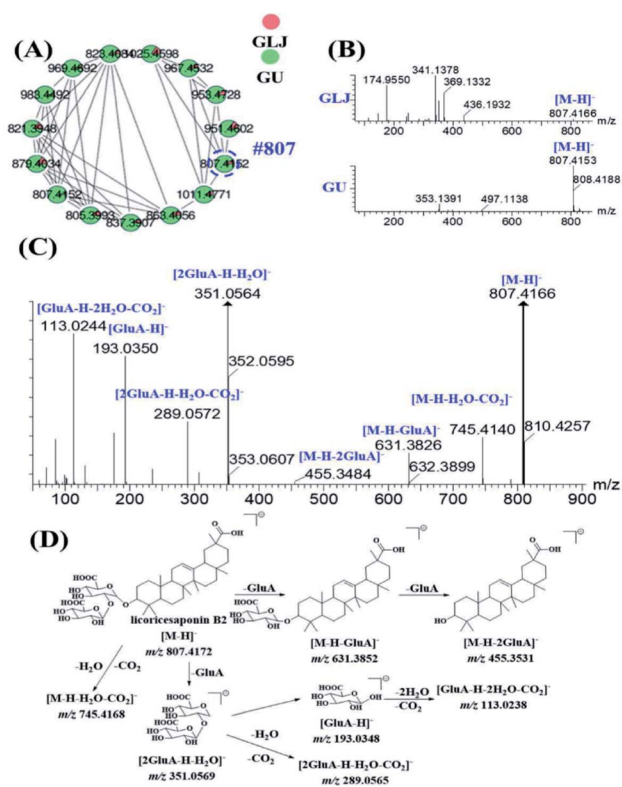 (A)
GLJ
GU
823.4084
1025.4598
969.4692
967.4532
983.4492
953.4728
821.3948
951.4602
879.4034
807.4152
#807
807.4152
1011.4771
805.3993
837.3907
853.4056
(B)
GLJ
174.9550
341.1378
369.1332
436.1932
[M-H]⁻
807.4166
200 400 600 800 m/z
GU
[M-H]⁻
807.4153
808.4188
353.1391
497.1138
200 400 600 800 m/z
(C)
[2GluA-H-H₂O]⁻
351.0564
[M-H]⁻
807.4166
[GluA-H-2H₂O-CO₂]⁻
113.0244
[GluA-H]⁻
193.0350
352.0595
[2GluA-H-H₂O-CO₂]⁻
289.0572
[M-H-H₂O-CO₂]⁻
745.4140
810.4257
[M-H-GluA]⁻
631.3826
[M-H-2GluA]⁻
455.3484
353.0607
632.3899
100 200 300 400 500 600 700 800 900 m/z
(D)
licoricesaponin B2
[M-H]⁻
m/z 807.4172
-GluA
[M-H-GluA]⁻
m/z 631.3852
-GluA
[M-H-2GluA]⁻
m/z 455.3531
-H₂O
-CO₂
[M-H-H₂O-CO₂]⁻
m/z 745.4168
-GluA
[2GluA-H-H₂O]⁻
m/z 351.0569
[GluA-H]⁻
m/z 193.0348
-2H₂O
-CO₂
[GluA-H-2H₂O-CO₂]⁻
m/z 113.0238
-H₂O
-CO₂
[2GluA-H-H₂O-CO₂]⁻
m/z 289.0565